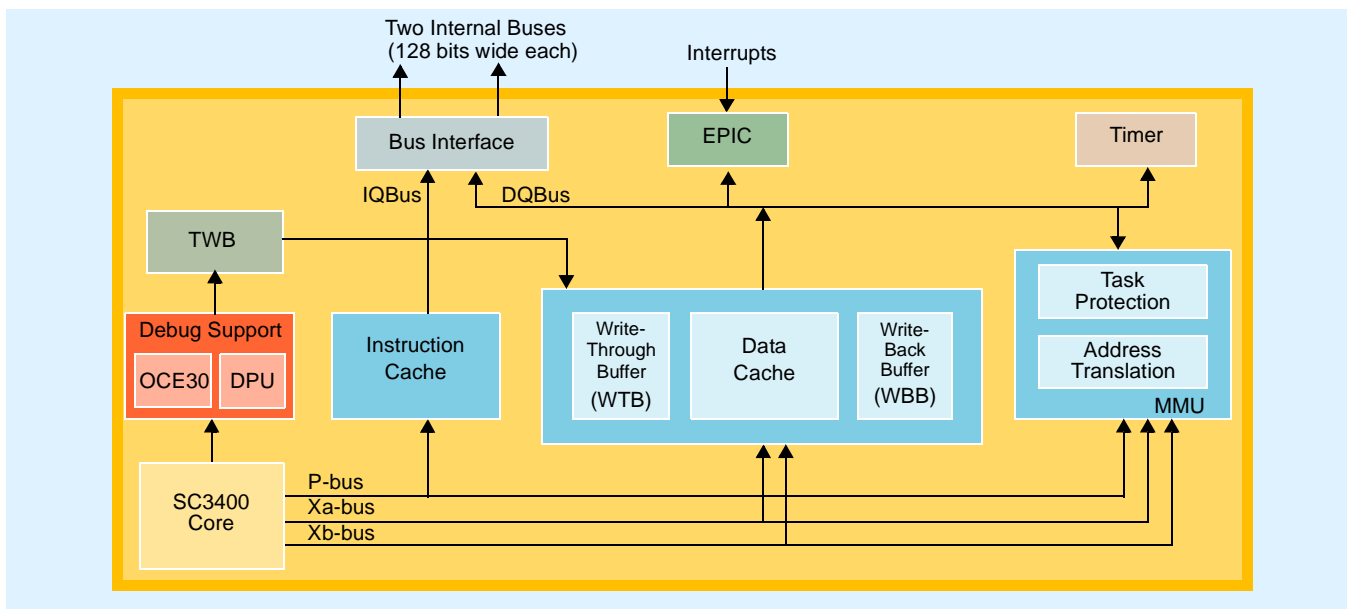 Two Internal Buses
(128 bits wide each)
Interrupts
Bus Interface
EPIC
Timer
IQBus
DQBus
TWB
Task
Protection
Debug Support
OCE30
DPU
Instruction
Cache
Write-
Through
Buffer
(WTB)
Data
Cache
Write-
Back
Buffer
(WBB)
Address
Translation
MMU
SC3400
Core
P-bus
Xa-bus
Xb-bus